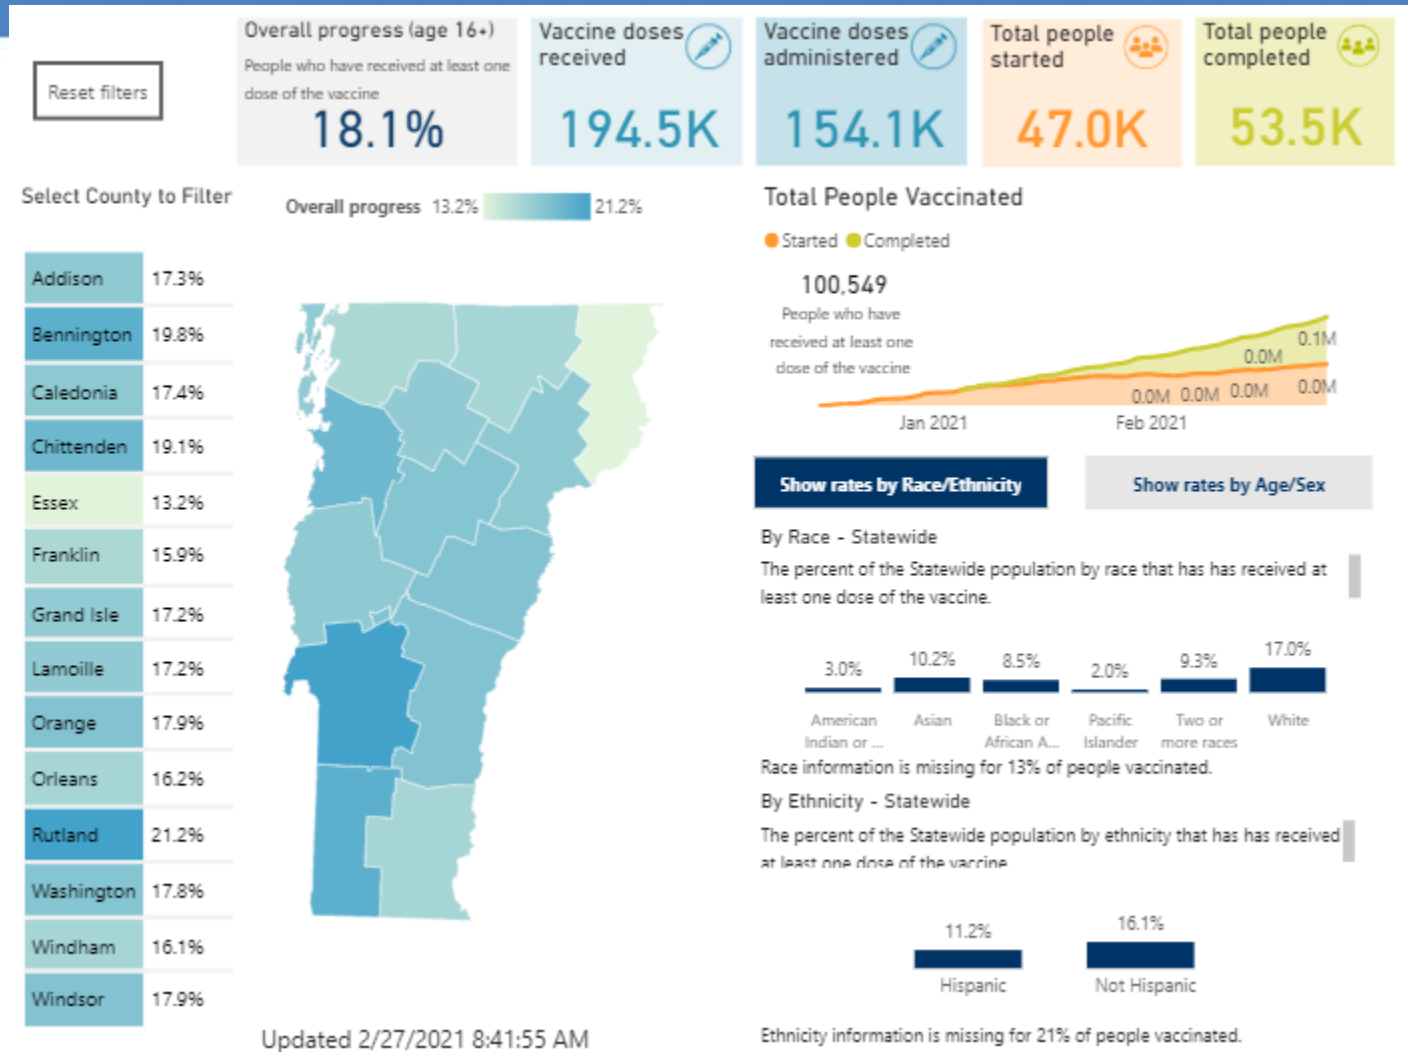 Reset filters
Overall progress (age 16+)
People who have received at least one
dose of the vaccine
18.1%
Vaccine doses
received
194.5K
Vaccine doses
administered
154.1K
Total people
started
47.0K
Total people
completed
53.5K
Select County to Filter
Addison 17.3%
Bennington 19.8%
Caledonia 17.4%
Chittenden 19.1%
Essex 13.2%
Franklin 15.9%
Grand Isle 17.2%
Lamoille 17.2%
Orange 17.9%
Orleans 16.2%
Rutland 21.2%
Washington 17.8%
Windham 16.1%
Windsor 17.9%
Overall progress 13.2% 21.2%
Updated 2/27/2021 8:41:55 AM
Total People Vaccinated
Started Completed
100,549
People who have
received at least one
dose of the vaccine
0.1M
0.0M
0.0M 0.0M 0.0M 0.0M
Jan 2021 Feb 2021
Show rates by Race/Ethnicity Show rates by Age/Sex
By Race - Statewide
The percent of the Statewide population by race that has has received at
least one dose of the vaccine.
3.0% 10.2% 8.5% 2.0% 9.3% 17.0%
American Asian Black or Pacific Two or White
Indian or ... African A... Islander more races
Race information is missing for 13% of people vaccinated.
By Ethnicity - Statewide
The percent of the Statewide population by ethnicity that has has received
at least one dose of the vaccine
11.2% 16.1%
Hispanic Not Hispanic
Ethnicity information is missing for 21% of people vaccinated.